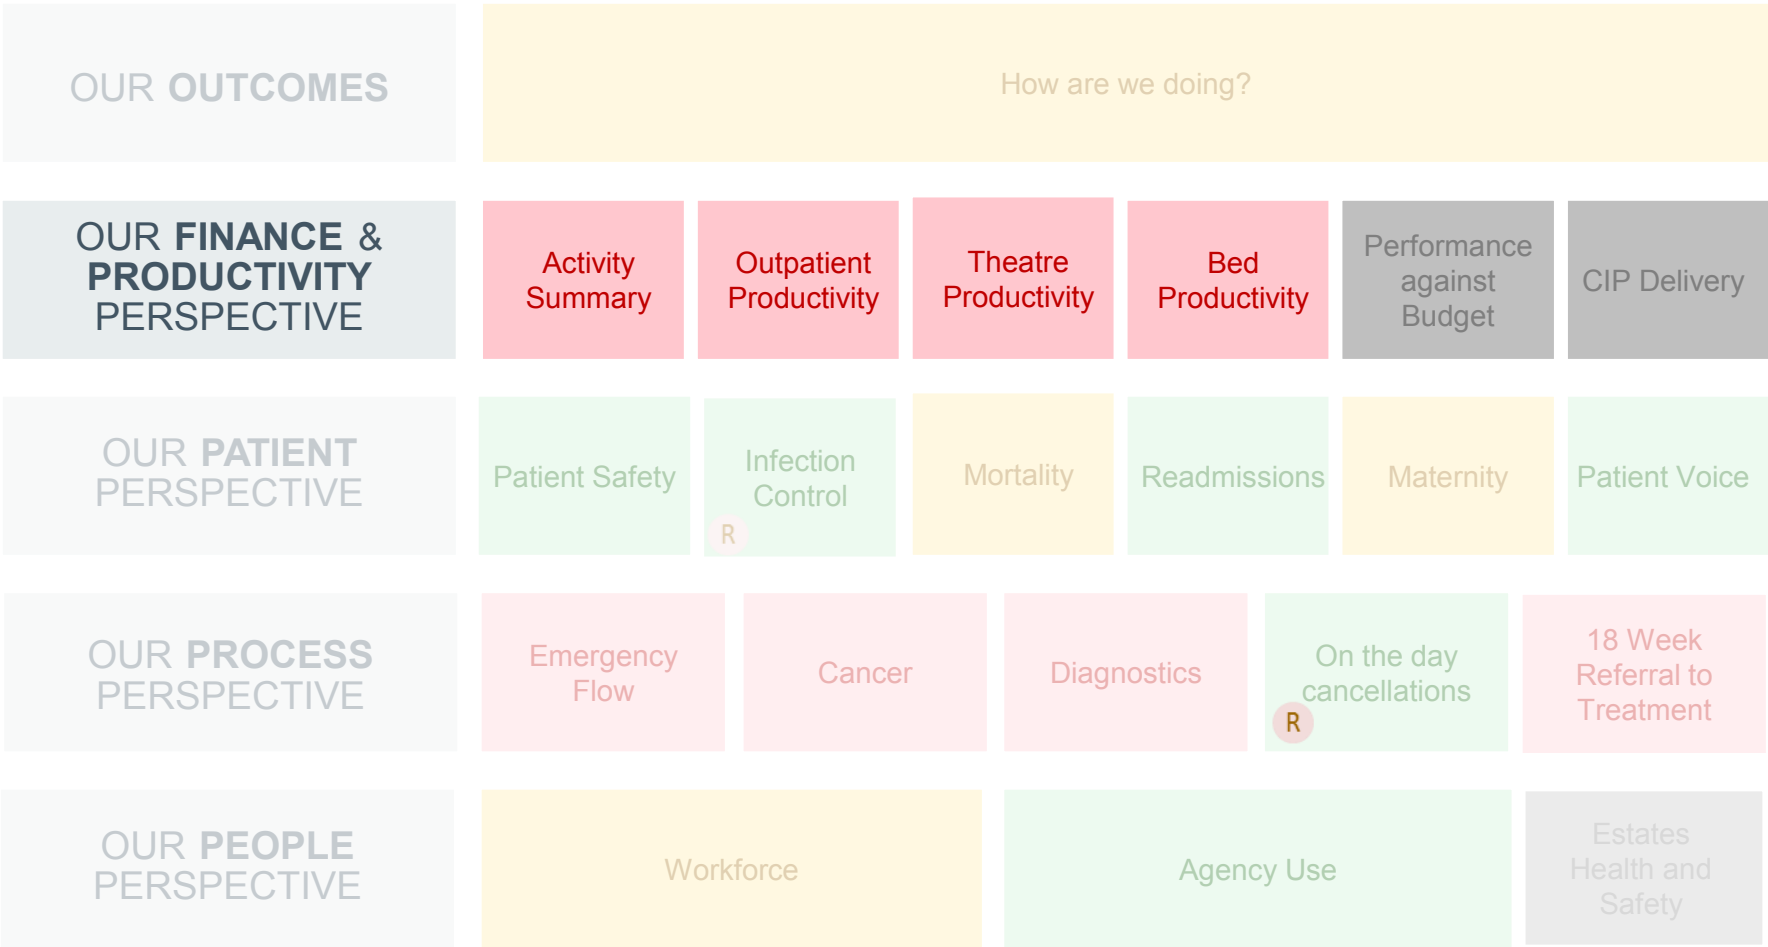 OUR OUTCOMES
How are we doing?
OUR FINANCE &
PRODUCTIVITY
PERSPECTIVE
Activity
Summary
Outpatient
Productivity
Theatre
Productivity
Bed
Productivity
Performance
against
Budget
CIP Delivery
OUR PATIENT
PERSPECTIVE
Patient Safety
Infection
Control
R
Mortality
Readmissions
Maternity
Patient Voice
OUR PROCESS
PERSPECTIVE
Emergency
Flow
Cancer
Diagnostics
On the day
cancellations
R
18 Week
Referral to
Treatment
OUR PEOPLE
PERSPECTIVE
Workforce
Agency Use
Estates
Health and
Safety